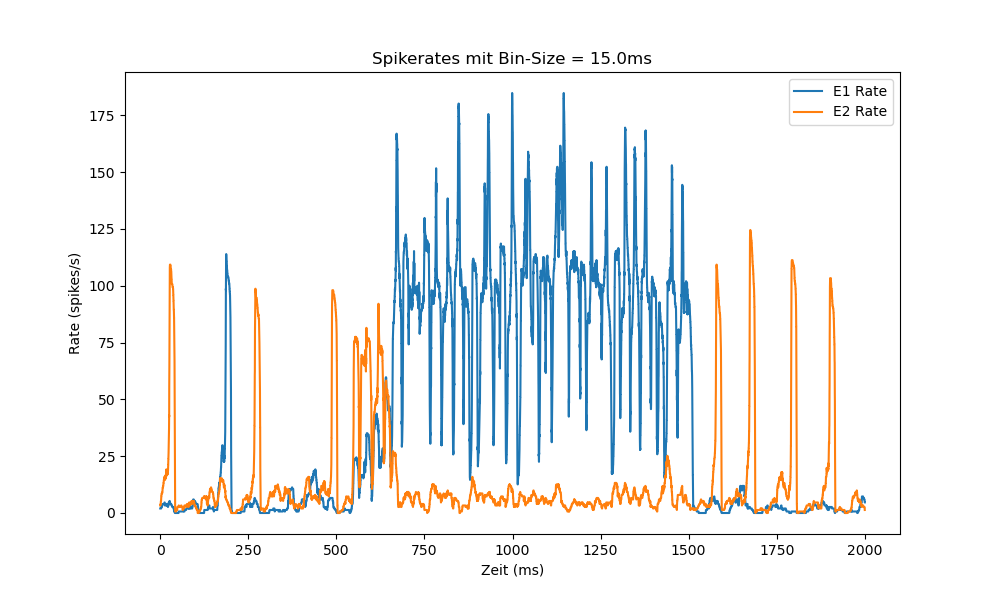 Spikerates mit Bin-Size = 15.0ms
E1 Rate
E2 Rate
Rate (spikes/s)
175
150
125
100
75
50
25
0
0 250 500 750 1000 1250 1500 1750 2000
Zeit (ms)